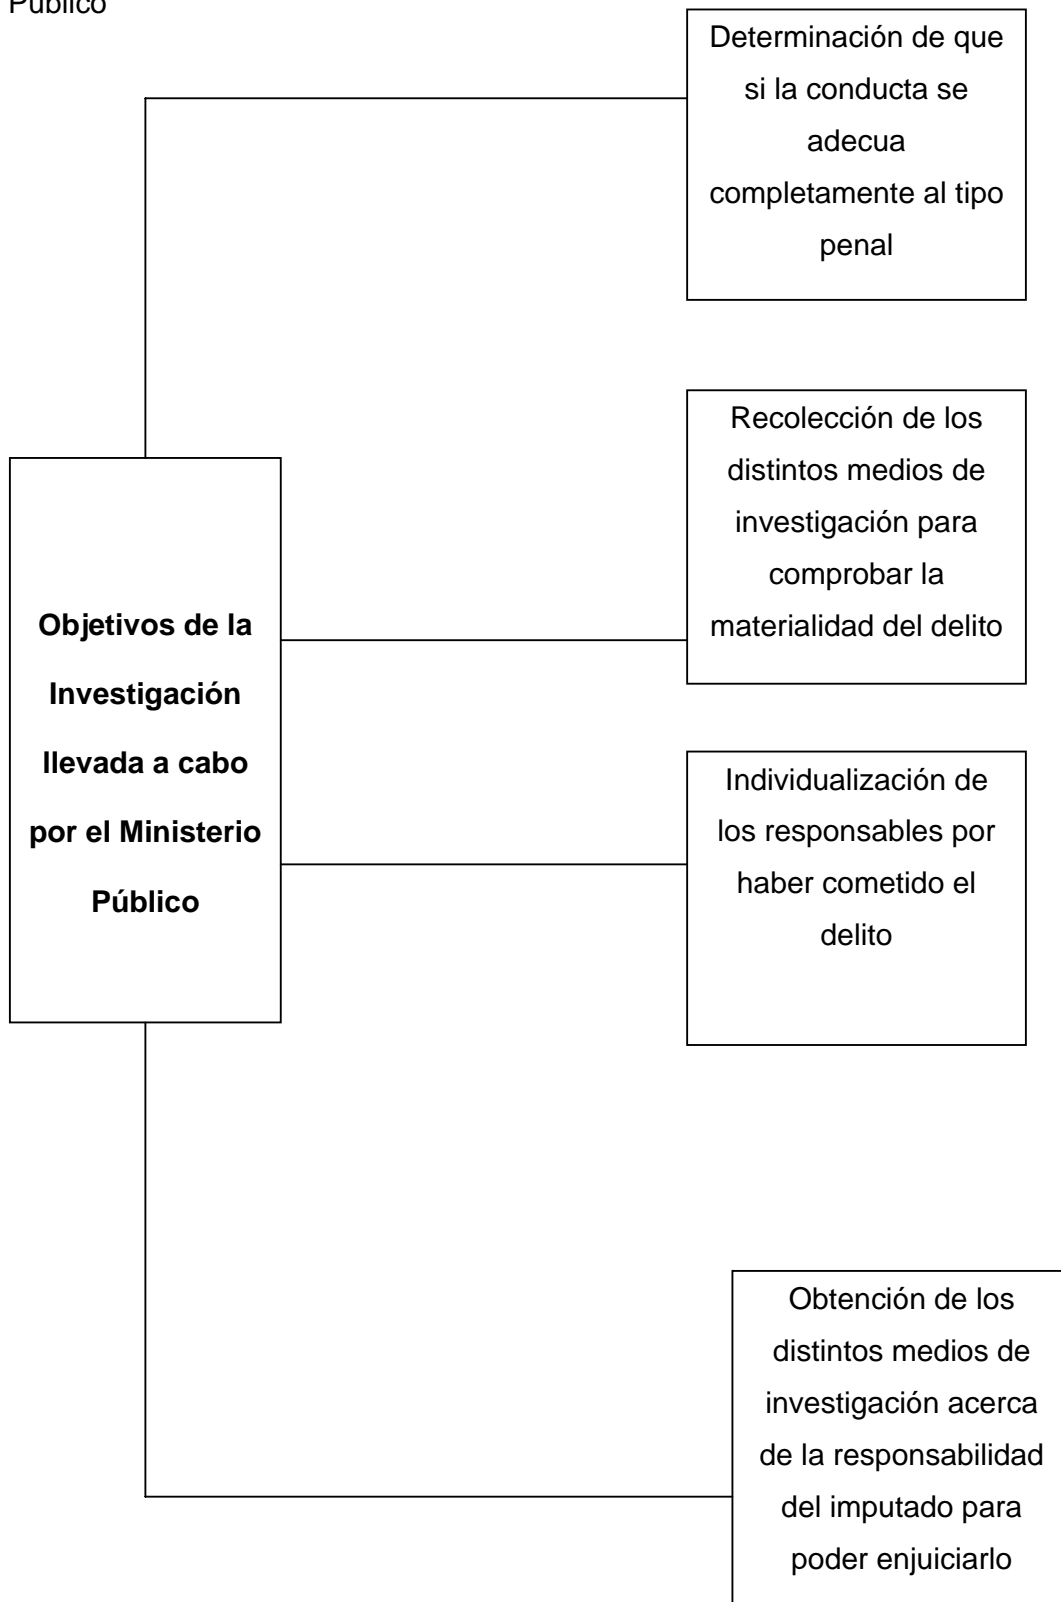 Público
Determinación de que
si la conducta se
adecua
completamente al tipo
penal
Recolección de los
distintos medios de
investigación para
comprobar la
materialidad del delito
Objetivos de la
Investigación
llevada a cabo
por el Ministerio
Público
Individualización de
los responsables por
haber cometido el
delito
Obtención de los
distintos medios de
investigación acerca
de la responsabilidad
del imputado para
poder enjuiciarlo